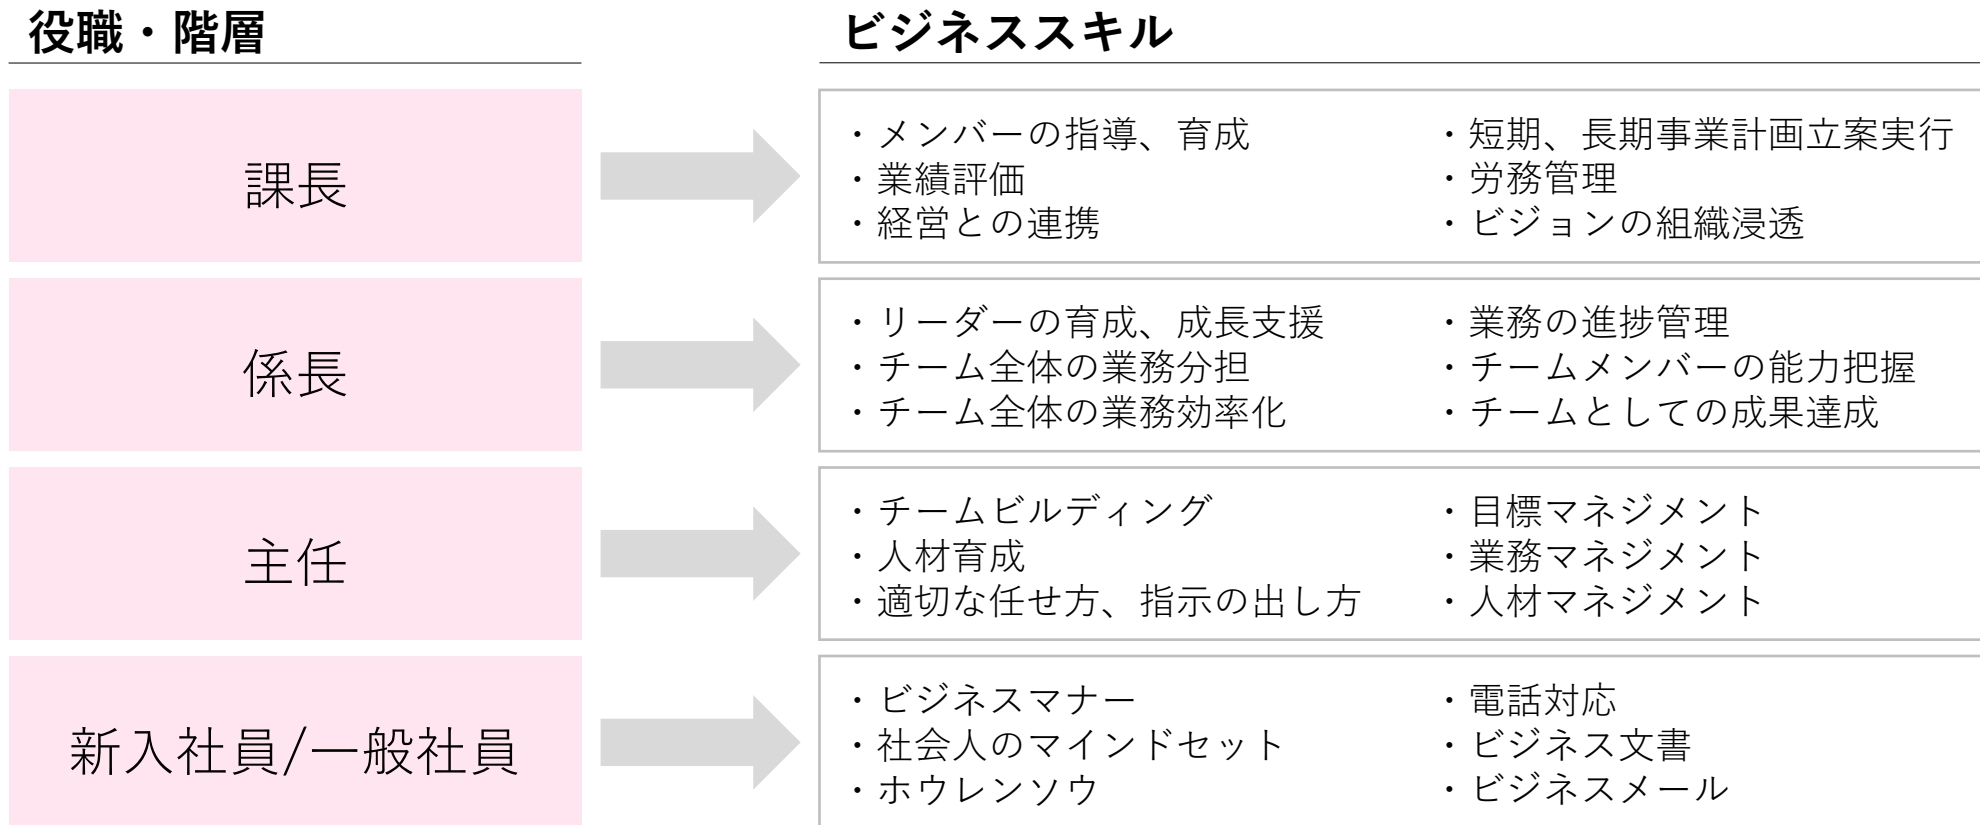 役職・階層
ビジネススキル
課長
・メンバーの指導、育成
・業績評価
・経営との連携
・短期、長期事業計画立案実行
・労務管理
・ビジョンの組織浸透
係長
・リーダーの育成、成長支援
・チーム全体の業務分担
・チーム全体の業務効率化
・業務の進捗管理
・チームメンバーの能力把握
・チームとしての成果達成
主任
・チームビルディング
・人材育成
・適切な任せ方、指示の出し方
・目標マネジメント
・業務マネジメント
・人材マネジメント
新入社員/一般社員
・ビジネスマナー
・社会人のマインドセット
・ホウレンソウ
・電話対応
・ビジネス文書
・ビジネスメール